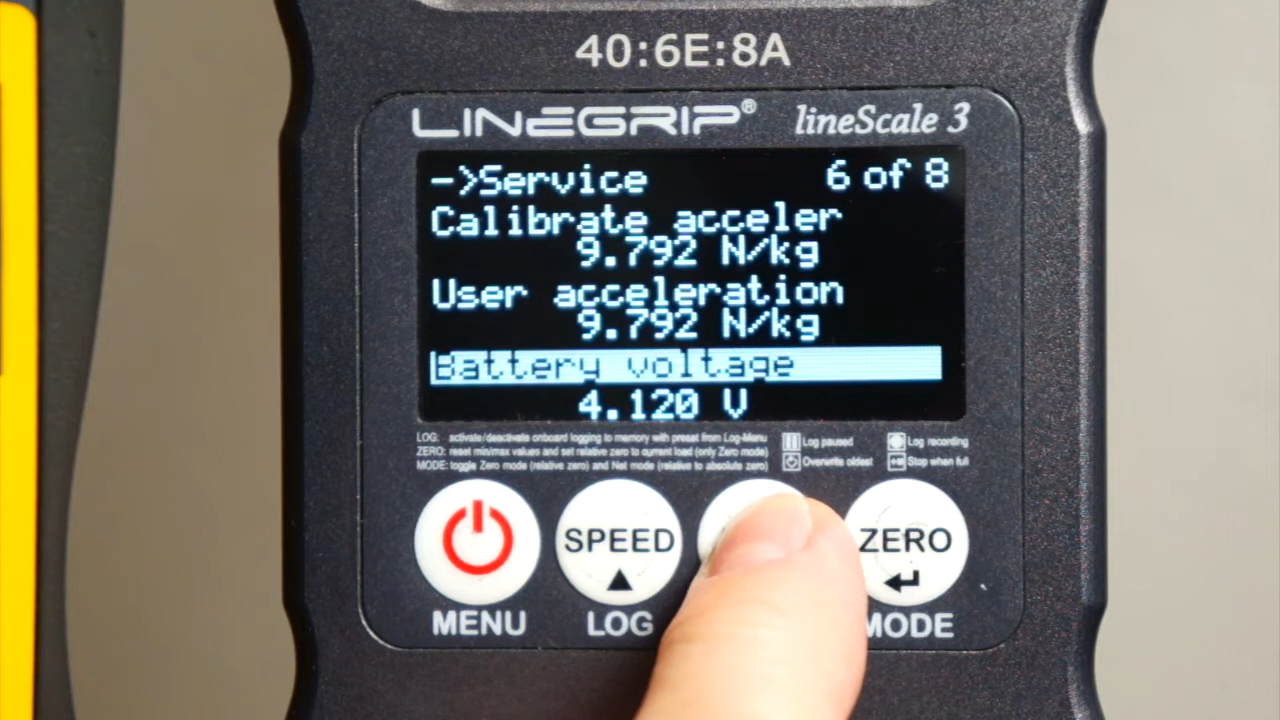 40:6E:8A
LINEGRIP® lineScale 3
->Service 6 of 8
Calibrate acceler
9.792 N/kg
User acceleration
9.792 N/kg
Battery voltage
4.120 V
LOG: activate/deactivate onboard logging to memory with preset from Log-Menu
ZERO: reset min/max values and set relative zero to current load (only Zero mode)
MODE: toggle Zero mode (relative zero) and Net mode (relative to absolute zero)
Log paused Log recording
Overwrite oldest Stop when full
SPEED ZERO
MENU LOG MODE